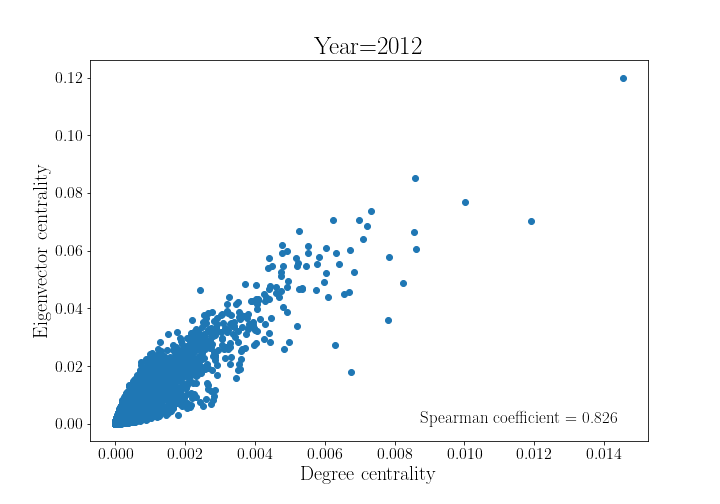 Year=2012
Eigenvector centrality
0.12
0.10
0.08
0.06
0.04
0.02
0.00
Spearman coefficient = 0.826
0.000 0.002 0.004 0.006 0.008 0.010 0.012 0.014
Degree centrality